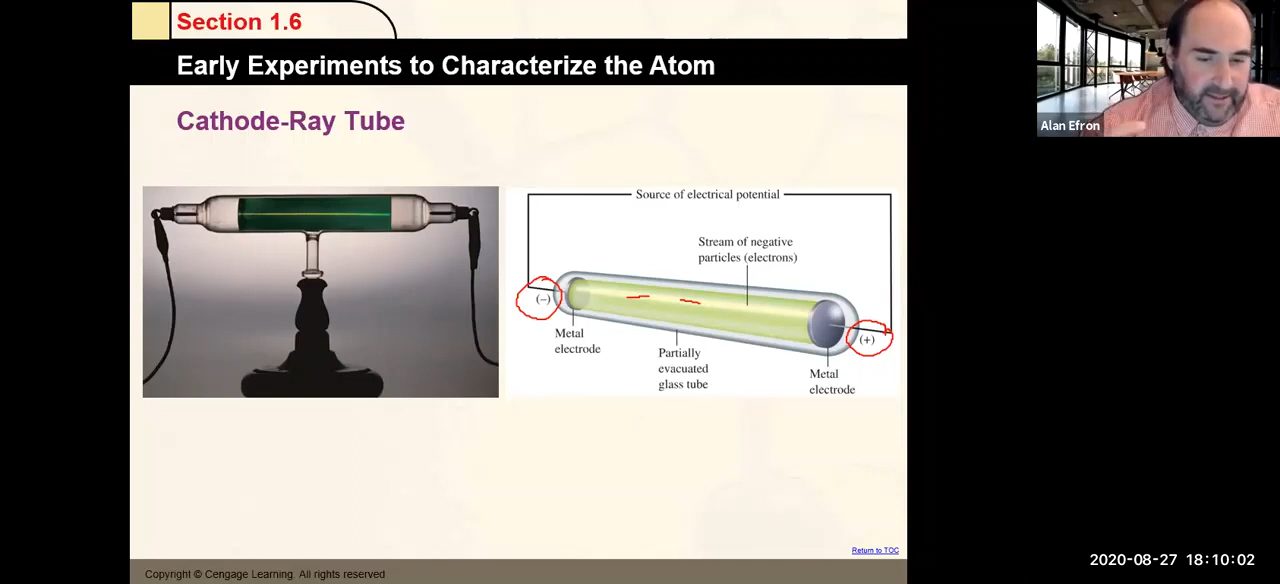 Section 1.6
Early Experiments to Characterize the Atom
Cathode-Ray Tube
Source of electrical potential
Stream of negative
particles (electrons)
(–)
(+)
Metal
electrode
Partially
evacuated
glass tube
Metal
electrode
Return to TOC
Copyright © Cengage Learning. All rights reserved
Alan Efron
2020-08-27 18:10:02